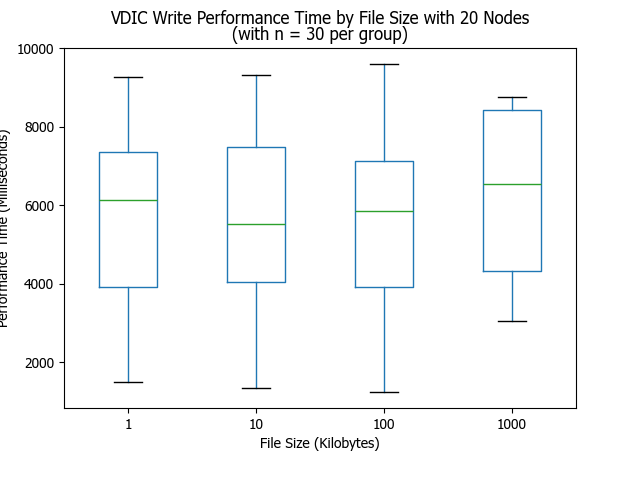 VDIC Write Performance Time by File Size with 20 Nodes
(with n = 30 per group)
Performance Time (Milliseconds)
10000
8000
6000
4000
2000
1 10 100 1000
File Size (Kilobytes)